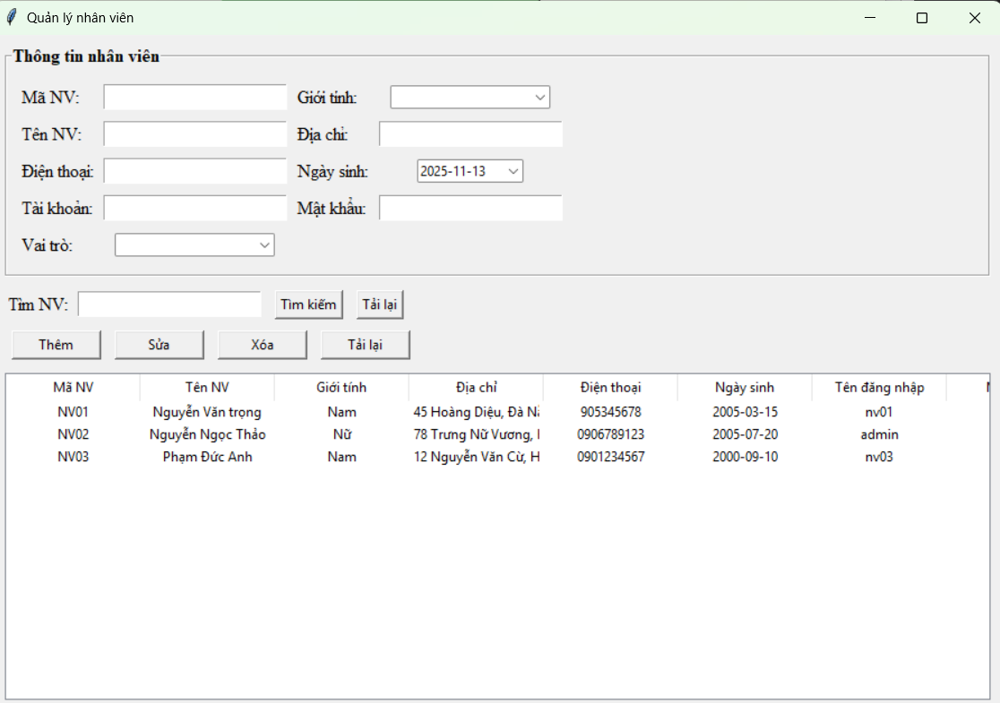 Quản lý nhân viên
Thông tin nhân viên
Mã NV: Giới tính:
Tên NV: Địa chỉ:
Điện thoại: Ngày sinh: 2025-11-13
Tài khoản: Mật khẩu:
Vai trò:
Tìm NV: Tìm kiếm Tải lại
Thêm Sửa Xóa Tải lại
Mã NV Tên NV Giới tính Địa chỉ Điện thoại Ngày sinh Tên đăng nhập
NV01 Nguyễn Văn trọng Nam 45 Hoàng Diệu, Đà 905345678 2005-03-15 nv01
NV02 Nguyễn Ngọc Thảo Nữ 78 Trưng Nữ Vương, 0906789123 2005-07-20 admin
NV03 Phạm Đức Anh Nam 12 Nguyễn Văn Cừ, 0901234567 2000-09-10 nv03